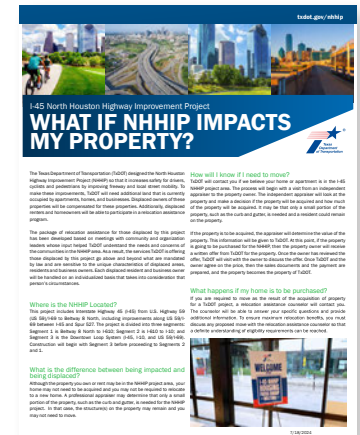 txdot.gov/nhhip
I-45 North Houston Highway Improvement Project
WHAT IF NHHIP IMPACTS
MY PROPERTY?
Texas
Department
of Transportation
The Texas Department of Transportation (TxDOT) designed the North Houston
Highway Improvement Project (NHHIP) so that it increases safety for drivers,
cyclists and pedestrians by improving freeway and local street mobility. To
make these improvements, TxDOT will need additional land that is currently
occupied by apartments, homes, and businesses. Displaced owners of these
properties will be compensated for these properties. Additionally, displaced
renters and homeowners will be able to participate in a relocation assistance
program.
The package of relocation assistance for those displaced by this project
has been developed based on meetings with community and organization
leaders whose input helped TxDOT understand the needs and concerns of
the communities in the NHHIP area. As a result, the services TxDOT is offering
those displaced by this project go above and beyond what are mandated
by law and are sensitive to the unique characteristics of displaced areas'
residents and business owners. Each displaced resident and business owner
will be handled on an individualized basis that takes into consideration that
person's circumstances.
Where is the NHHIP Located?
This project includes Interstate Highway 45 (I-45) from U.S. Highway 59
(US 59)/I-69 to Beltway 8 North, including improvements along US 59/I-
69 between I-45 and Spur 527. The project is divided into three segments:
Segment 1 is Beltway 8 North to I-610; Segment 2 is I-610 to I-10; and
Segment 3 is the Downtown Loop System (I-45, I-10, and US 59/I-69).
Construction will begin with Segment 3 before proceeding to Segments 2
and 1.
What is the difference between being impacted and
being displaced?
Although the property you own or rent may be in the NHHIP project area, your
home may not need to be acquired and you may not be required to relocate
to a new home. A professional appraiser may determine that only a small
portion of the property, such as the curb and gutter, is needed for the NHHIP
project. In that case, the structure(s) on the property may remain and you
may not need to move.
How will I know if I need to move?
TxDOT will contact you if we believe your home or apartment is in the I-45
NHHIP project area. The process will begin with a visit from an independent
appraiser to the property owner. The independent appraiser will look at the
property and make a decision if the property will be acquired and how much
of the property will be acquired. It may be that only a small portion of the
property, such as the curb and gutter, is needed and a resident could remain
on the property.
If the property is to be acquired, the appraiser will determine the value of the
property. This information will be given to TxDOT. At this point, if the property
is going to be purchased for the NHHIP, then the property owner will receive
a written offer from TxDOT for the property. Once the owner has reviewed the
offer, TxDOT will visit with the owner to discuss the offer. Once TxDOT and the
owner agree on the price, then the sales documents and the payment are
prepared, and the property becomes the property of TxDOT.
What happens if my home is to be purchased?
If you are required to move as the result of the acquisition of property
for a TxDOT project, a relocation assistance counselor will contact you.
The counselor will be able to answer your specific questions and provide
additional information. To ensure maximum relocation benefits, you must
discuss any proposed move with the relocation assistance counselor so that
a definite understanding of eligibility requirements can be reached.
WELCOME
7/18/2024